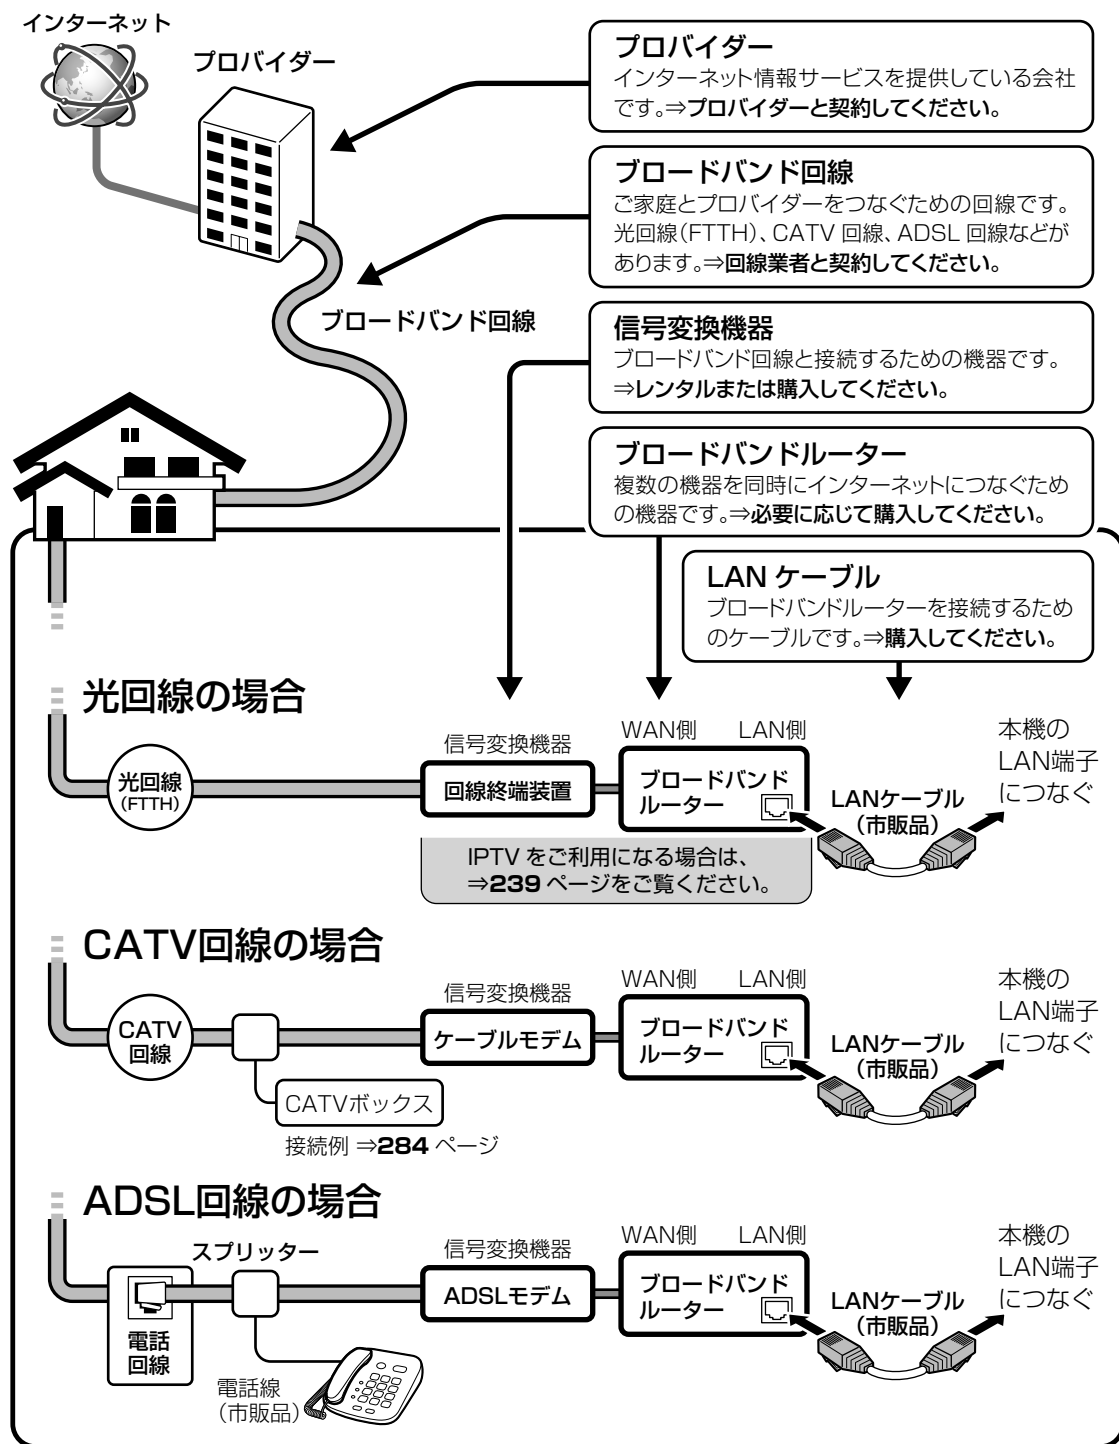 インターネット
プロバイダー
プロバイダー
インターネット情報サービスを提供している会社
です。⇒プロバイダーと契約してください。
ブロードバンド回線
ご家庭とプロバイダーをつなぐための回線です。
光回線(FTTH)、CATV 回線、ADSL 回線などが
あります。⇒回線業者と契約してください。
ブロードバンド回線
信号変換機器
ブロードバンド回線と接続するための機器です。
⇒レンタルまたは購入してください。
ブロードバンドルーター
複数の機器を同時にインターネットにつなぐため
の機器です。⇒必要に応じて購入してください。
LAN ケーブル
ブロードバンドルーターを接続するため
のケーブルです。⇒購入してください。
光回線の場合
光回線
(FTTH)
信号変換機器
回線終端装置
WAN側 LAN側
ブロードバンド
ルーター
LANケーブル
(市販品)
本機の
LAN端子
につなぐ
IPTV をご利用になる場合は、
⇒239 ページをご覧ください。
CATV回線の場合
CATV
回線
CATVボックス
接続例 ⇒284 ページ
信号変換機器
ケーブルモデム
WAN側 LAN側
ブロードバンド
ルーター
LANケーブル
(市販品)
本機の
LAN端子
につなぐ
ADSL回線の場合
電話
回線
スプリッター
電話線
(市販品)
信号変換機器
ADSLモデム
WAN側 LAN側
ブロードバンド
ルーター
LANケーブル
(市販品)
本機の
LAN端子
につなぐ